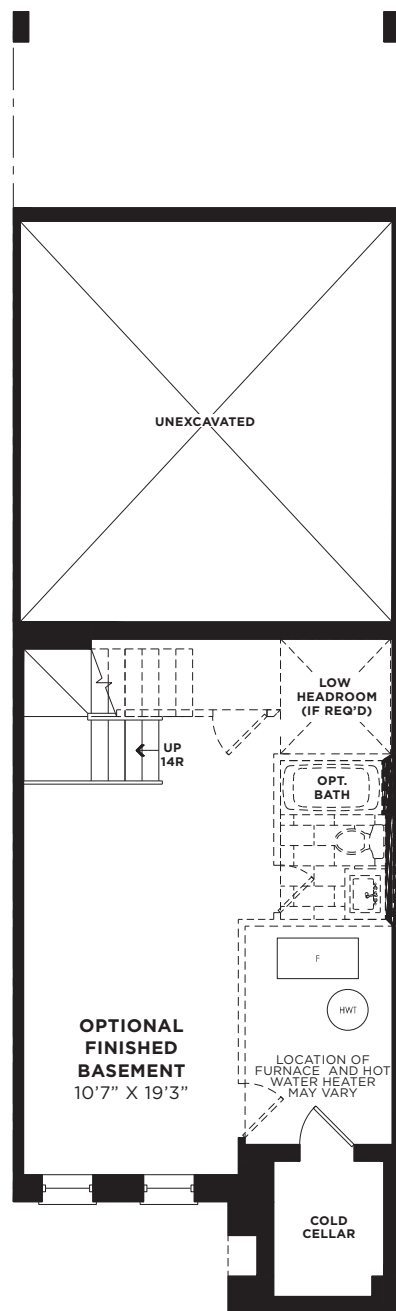 UNEXCAVATED
LOW
HEADROOM
(IF REQ'D)
UP
14R
OPT.
BATH
F
HWT
OPTIONAL
FINISHED
BASEMENT
10'7" X 19'3"
LOCATION OF
FURNACE AND HOT
WATER HEATER
MAY VARY
COLD
CELLAR